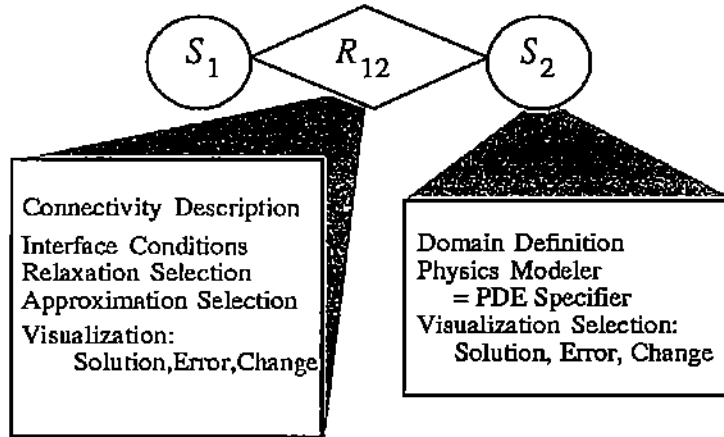 S1 R12 S2
Connectivity Description
Interface Conditions
Relaxation Selection
Approximation Selection
Visualization:
Solution,Error,Change
Domain Definition
Physics Modeler
= PDE Specifier
Visualization Selection:
Solution, Error, Change